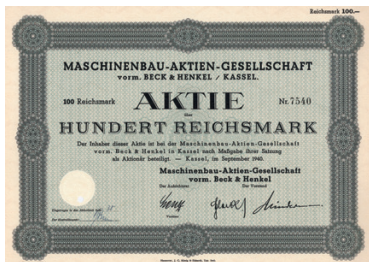 Reichsmark 100.—
MASCHINENBAU-AKTIEN-GESELLSCHAFT
vorm. BECK & HENKEL / KASSEL.
100 Reichsmark AKTIE Nr. 7540
über
HUNDERT REICHSMARK
Der Inhaber dieser Aktie ist bei der Maschinenbau-Aktien-Gesellschaft
vorm. Beck & Henkel in Kassel nach Maßgabe ihrer Satzung
als Aktionär beteiligt. — Kassel, im September 1940.
Maschinenbau-Aktien-Gesellschaft
vorm. Beck & Henkel
Der Aufsichtsrat Der Vorstand